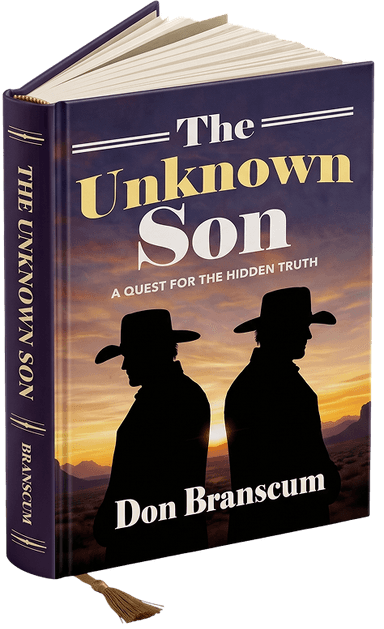 The
Unknown
Son
A QUEST FOR THE HIDDEN TRUTH
Don Branscum
THE UNKNOWN SON
BRANSCUM